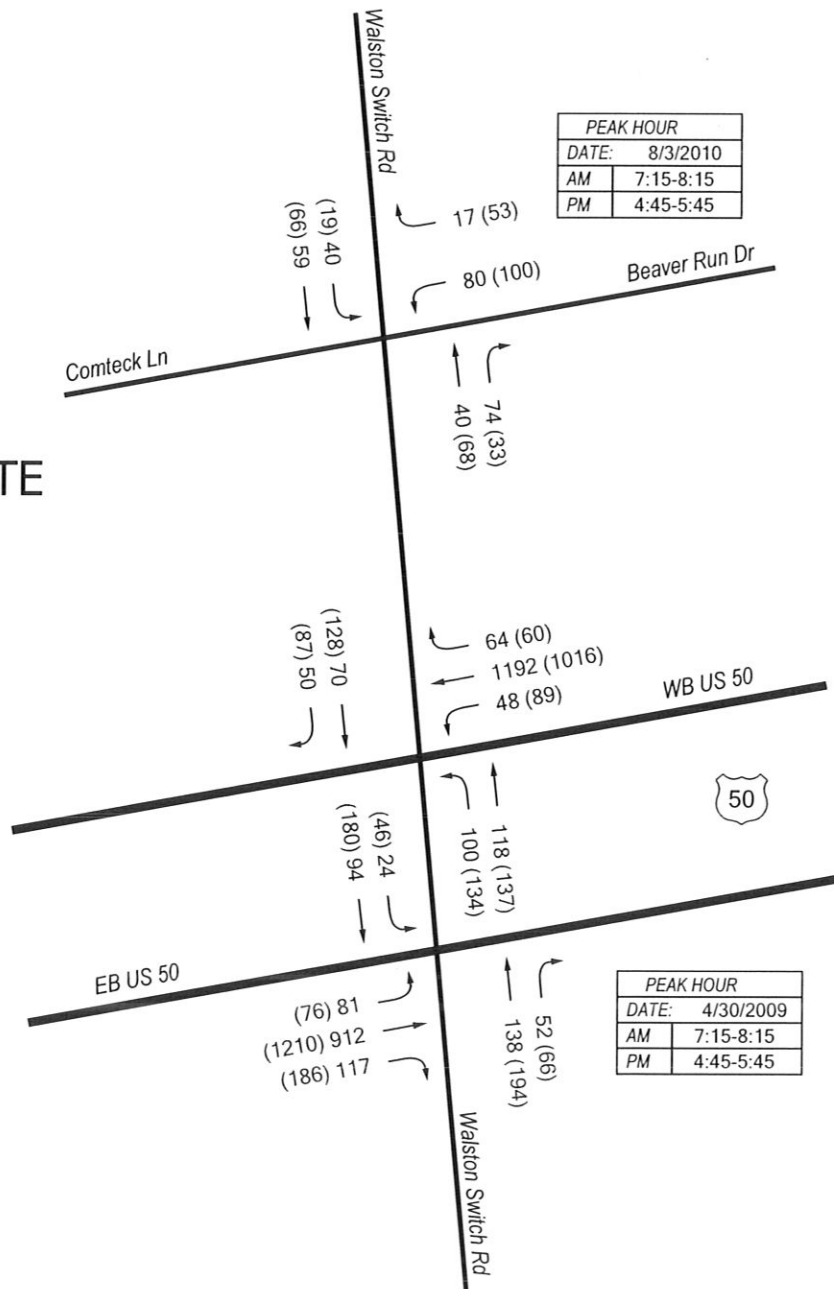 Walston Switch Rd
PEAK HOUR
DATE: 8/3/2010
AM 7:15-8:15
PM 4:45-5:45
(19) 40
(66) 59
17 (53)
80 (100)
Beaver Run Dr
Comteck Ln
74 (33)
40 (68)
TE
(128) 70
(87) 50
64 (60)
1192 (1016)
48 (89)
WB US 50
50
(46) 24
(180) 94
118 (137)
100 (134)
EB US 50
(76) 81
(1210) 912
(186) 117
52 (66)
138 (194)
PEAK HOUR
DATE: 4/30/2009
AM 7:15-8:15
PM 4:45-5:45
Walston Switch Rd